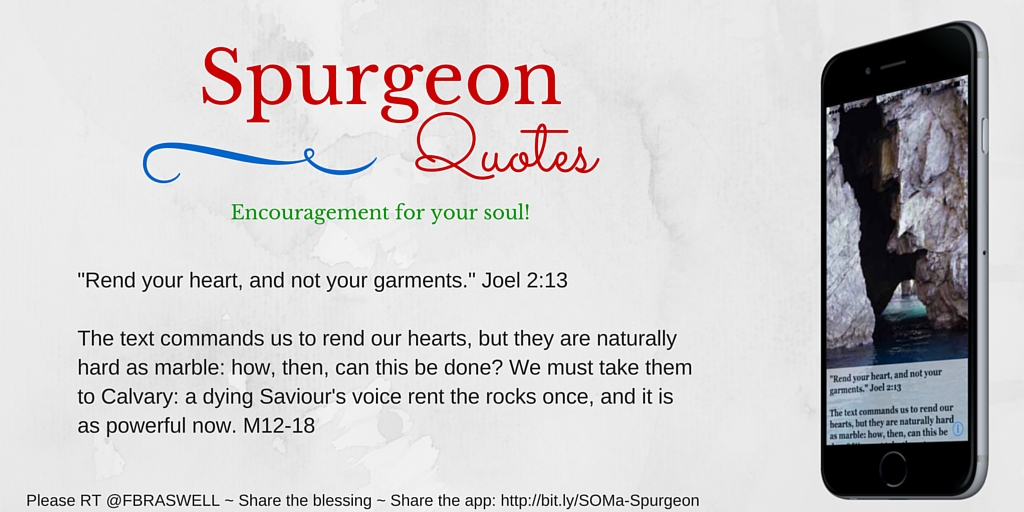 Spurgeon
Quotes
Encouragement for your soul!
"Rend your heart, and not your garments." Joel 2:13
The text commands us to rend our hearts, but they are naturally
hard as marble: how, then, can this be done? We must take them
to Calvary: a dying Saviour's voice rent the rocks once, and it is
as powerful now. M12-18
Please RT @FBRASWELL ~ Share the blessing ~ Share the app: http://bit.ly/SOMa-Spurgeon
"Rend your heart, and not your
garments." Joel 2:13
The text commands us to rend our
hearts, but they are naturally hard
as marble: how, then, can this be